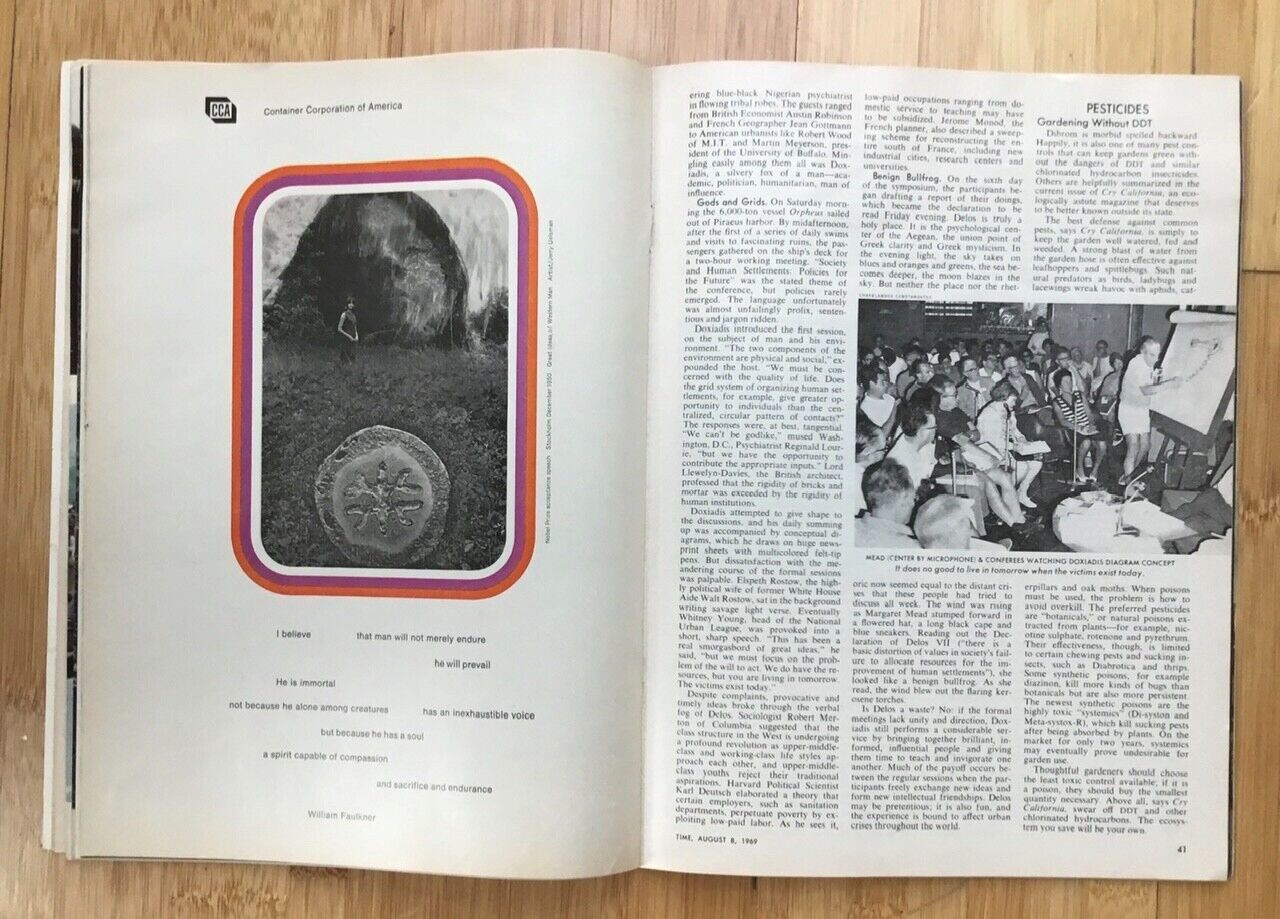 CCA
Container Corporation of America
Nobel Prize acceptance speech Stockholm December 1950 Great Ideas of Western Man Artist: Jerry Uelsman
I believe that man will not merely endure
he will prevail
He is immortal
not because he alone among creatures has an inexhaustible voice
but because he has a soul
a spirit capable of compassion
and sacrifice and endurance
William Faulkner
ering blue-black Nigerian psychiatrist
in flowing tribal robes. The guests ranged
from British Economist Austin Robinson
and French Geographer Jean Gottmann
to American urbanists like Robert Wood
of M.I.T. and Martin Meyerson, pres-
ident of the University of Buffalo. Min-
gling easily among them all was Dox-
iadis, a silvery fox of a man—aca-
demic, politician, humanitarian, man of
influence.
Gods and Grids. On Saturday morn-
ing the 6,000-ton vessel Orpheus sailed
out of Piraeus harbor. By midafternoon,
after the first of a series of daily swims
and visits to fascinating ruins, the pas-
sengers gathered on the ship's deck for
a two-hour working meeting. "Society
and Human Settlements: Policies for
the Future" was the stated theme of
the conference, but policies rarely
emerged. The language unfortunately
was almost unfailingly prolix, senten-
tious and jargon ridden.
Doxiadis introduced the first session,
on the subject of man and his envi-
ronment. "The two components of the
environment are physical and social," ex-
pounded the host. "We must be con-
cerned with the quality of life. Does
the grid system of organizing human set-
tlements, for example, give greater op-
portunity to individuals than the cen-
tralized, circular pattern of contacts?"
The responses were, at best, tangential.
"We can't be godlike," mused Wash-
ington, D.C., Psychiatrist Reginald Lour-
ie, "but we have the opportunity to
contribute the appropriate inputs." Lord
Llewelyn-Davies, the British architect,
professed that the rigidity of bricks and
mortar was exceeded by the rigidity of
human institutions.
Doxiadis attempted to give shape to
the discussions, and his daily summing
up was accompanied by conceptual di-
agrams, which he draws on huge news-
print sheets with multicolored felt-tip
pens. But dissatisfaction with the me-
andering course of the formal sessions
was palpable. Elspeth Rostow, the high-
ly political wife of former White House
Aide Walt Rostow, sat in the background
writing savage light verse. Eventually
Whitney Young, head of the National
Urban League, was provoked into a
short, sharp speech. "This has been a
real smorgasbord of great ideas," he
said, "but we must focus on the prob-
lem of the will to act. We do have the re-
sources, but you are living in tomorrow.
The victims exist today."
Despite complaints, provocative and
timely ideas broke through the verbal
fog of Delos. Sociologist Robert Mer-
ton of Columbia suggested that the
class structure in the West is undergoing
a profound revolution as upper-middle-
class and working-class life styles ap-
proach each other, and upper-middle-
class youths reject their traditional
aspirations. Harvard Political Scientist
Karl Deutsch elaborated a theory that
certain employers, such as sanitation
departments, perpetuate poverty by ex-
ploiting low-paid labor. As he sees it,
low-paid occupations ranging from do-
mestic service to teaching may have
to be subsidized. Jerome Monod, the
French planner, also described a sweep-
ing scheme for reconstructing the en-
tire south of France, including new
industrial cities, research centers and
universities.
Benign Bullfrog. On the sixth day
of the symposium, the participants be-
gan drafting a report of their doings,
which became the declaration to be
read Friday evening. Delos is truly a
holy place. It is the psychological cen-
ter of the Aegean, the union point of
Greek clarity and Greek mysticism. In
the evening light, the sky takes on
blues and oranges and greens, the sea be-
comes deeper, the moon blazes in the
sky. But neither the place nor the rhet-
oric now seemed equal to the distant cri-
ses that these people had tried to
discuss all week. The wind was rising
as Margaret Mead stumped forward in
a flowered hat, a long black cape and
blue sneakers. Reading out the Dec-
laration of Delos VII ("there is a
basic distortion of values in society's fail-
ure to allocate resources for the im-
provement of human settlements"), she
looked like a benign bullfrog. As she
read, the wind blew out the flaring ker-
osene torches.
Is Delos a waste? No: if the formal
meetings lack unity and direction, Dox-
iadis still performs a considerable ser-
vice by bringing together brilliant, in-
formed, influential people and giving
them time to teach and invigorate one
another. Much of the payoff occurs be-
tween the regular sessions when the par-
ticipants freely exchange new ideas and
form new intellectual friendships. Delos
may be pretentious; it is also fun, and
the experience is bound to affect urban
crises throughout the world.
PESTICIDES
Gardening Without DDT
Dibrom is morbid spelled backward
Happily, it is also one of many pest con-
trols that can keep gardens green with-
out the dangers of DDT and similar
chlorinated hydrocarbon insecticides.
Others are helpfully summarized in the
current issue of Cry California, an eco-
logically astute magazine that deserves
to be better known outside its state.
The best defense against common
pests, says Cry California, is simply to
keep the garden well watered, fed and
weeded. A strong blast of water from
the garden hose is often effective against
leafhoppers and spittlebugs. Such nat-
ural predators as birds, ladybugs and
lacewings wreak havoc with aphids, cat-
CHARALAMBOS CONSTANTINOU
MEAD (CENTER BY MICROPHONE) & CONFEREES WATCHING DOXIADIS DIAGRAM CONCEPT
It does no good to live in tomorrow when the victims exist today.
erpillars and oak moths. When poisons
must be used, the problem is how to
avoid overkill. The preferred pesticides
are "botanicals," or natural poisons ex-
tracted from plants—for example, nic-
otine sulphate, rotenone and pyrethrum.
Their effectiveness, though, is limited
to certain chewing pests and sucking in-
sects, such as Diabrotica and thrips.
Some synthetic poisons, for example
diazinon, kill more kinds of bugs than
botanicals but are also more persistent.
The newest synthetic poisons are the
highly toxic "systemics" (Di-syston and
Meta-systox-R), which kill sucking pests
after being absorbed by plants. On the
market for only two years, systemics
may eventually prove undesirable for
garden use.
Thoughtful gardeners should choose
the least toxic control available; if it is
a poison, they should buy the smallest
quantity necessary. Above all, says Cry
California, swear off DDT and other
chlorinated hydrocarbons. The ecosys-
tem you save will be your own.
TIME, AUGUST 8, 1969
41